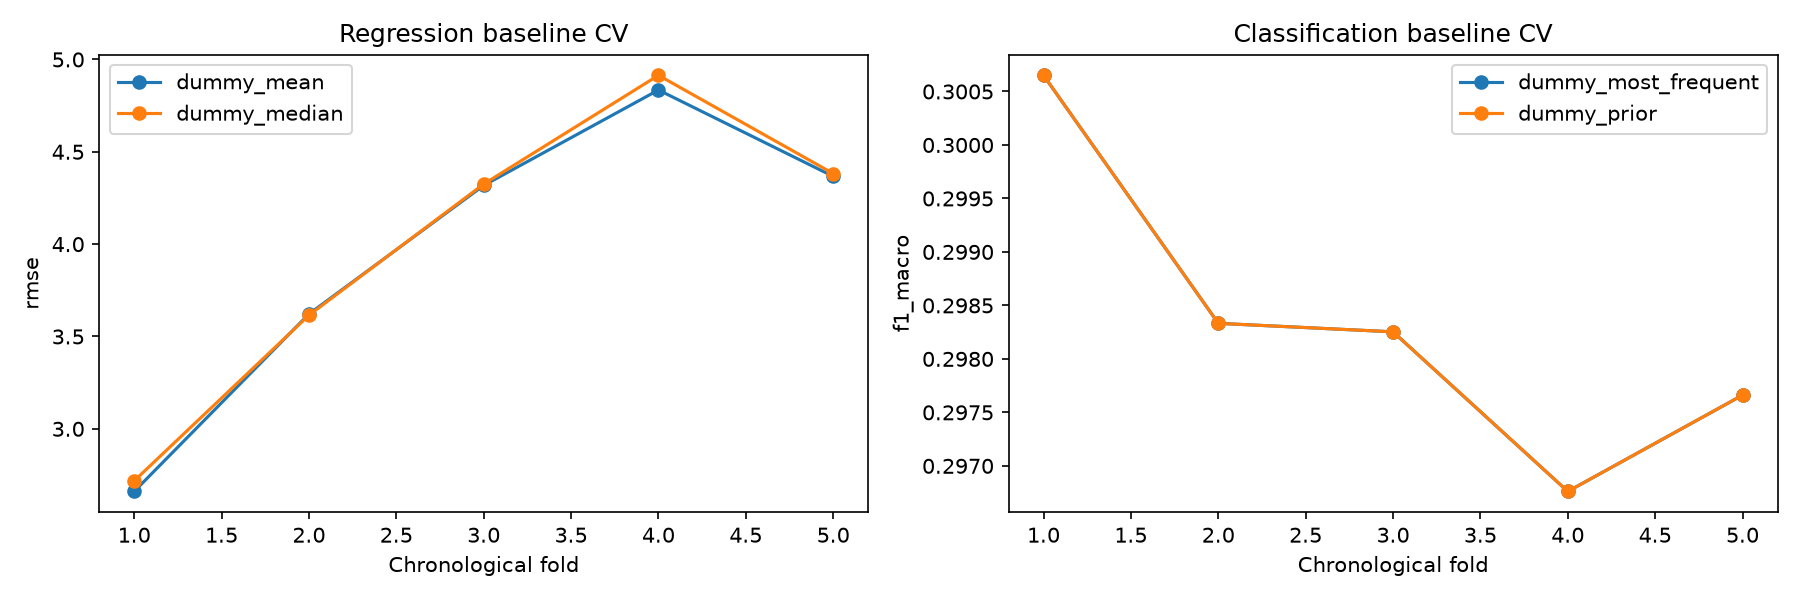 Regression baseline CV
dummy_mean
dummy_median
5.0
4.5
4.0
3.5
3.0
rmse
1.0 1.5 2.0 2.5 3.0 3.5 4.0 4.5 5.0
Chronological fold
Classification baseline CV
dummy_most_frequent
dummy_prior
0.3005
0.3000
0.2995
0.2990
0.2985
0.2980
0.2975
0.2970
f1_macro
1.0 1.5 2.0 2.5 3.0 3.5 4.0 4.5 5.0
Chronological fold